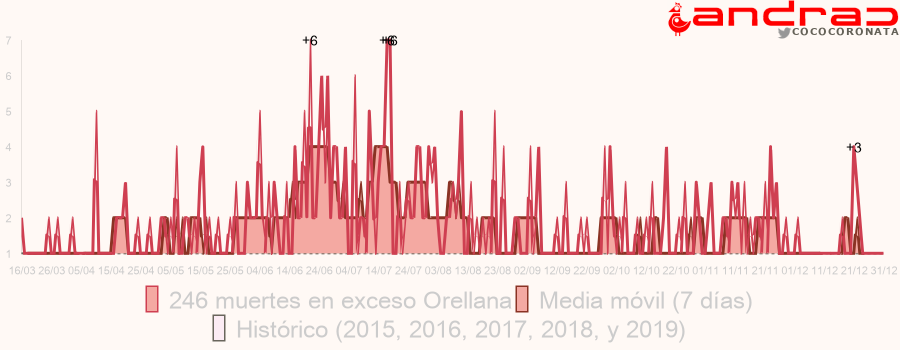 andrab
COCOCORONATA
+6 +6 +6
7
6
5
4
+3
3
2
1
16/03 26/03 05/04 15/04 25/04 05/05 15/05 25/05 04/06 14/06 24/06 04/07 14/07 24/07 03/08 13/08 23/08 02/09 12/09 22/09 02/10 12/10 22/10 01/11 11/11 21/11 01/12 11/12 21/12 31/12
246 muertes en exceso Orellana Media móvil (7 días)
Histórico (2015, 2016, 2017, 2018, y 2019)